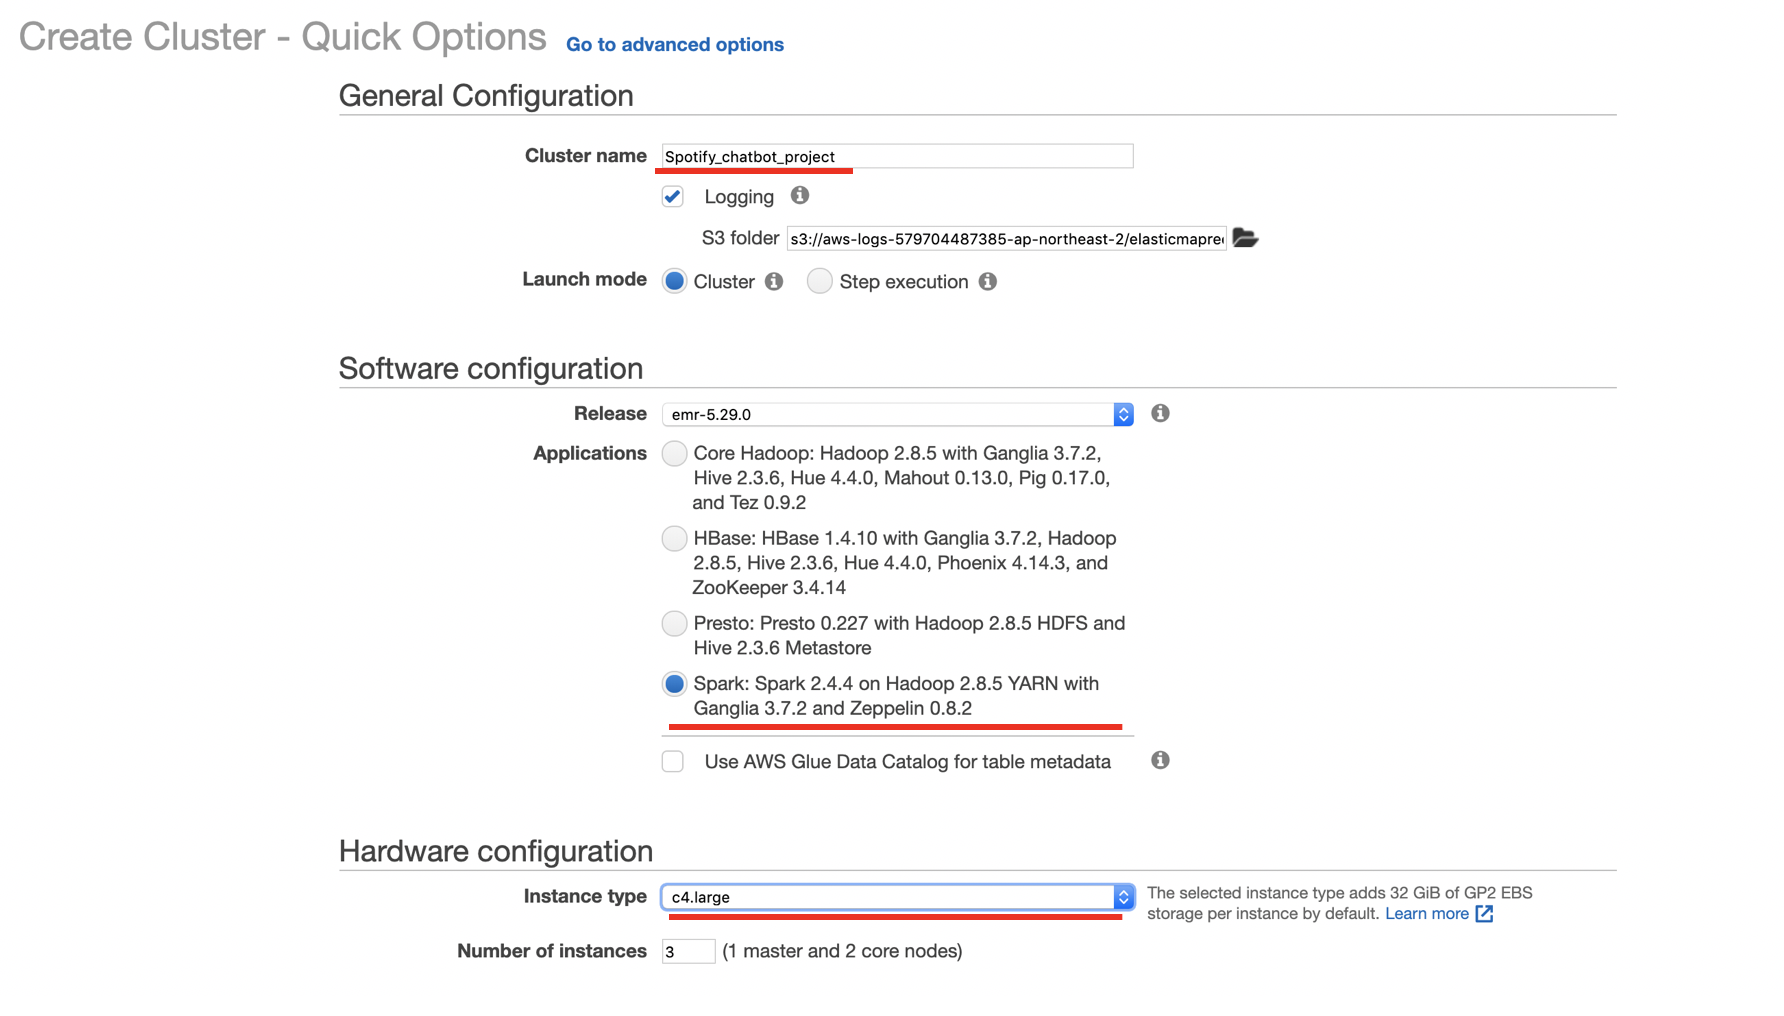 Create Cluster - Quick Options Go to advanced options
General Configuration
Cluster name Spotify_chatbot_project
Logging
S3 folder s3://aws-logs-579704487385-ap-northeast-2/elasticmapre
Launch mode Cluster Step execution
Software configuration
Release emr-5.29.0
Applications Core Hadoop: Hadoop 2.8.5 with Ganglia 3.7.2,
Hive 2.3.6, Hue 4.4.0, Mahout 0.13.0, Pig 0.17.0,
and Tez 0.9.2
HBase: HBase 1.4.10 with Ganglia 3.7.2, Hadoop
2.8.5, Hive 2.3.6, Hue 4.4.0, Phoenix 4.14.3, and
ZooKeeper 3.4.14
Presto: Presto 0.227 with Hadoop 2.8.5 HDFS and
Hive 2.3.6 Metastore
Spark: Spark 2.4.4 on Hadoop 2.8.5 YARN with
Ganglia 3.7.2 and Zeppelin 0.8.2
Use AWS Glue Data Catalog for table metadata
Hardware configuration
Instance type c4.large
The selected instance type adds 32 GiB of GP2 EBS
storage per instance by default. Learn more
Number of instances 3 (1 master and 2 core nodes)